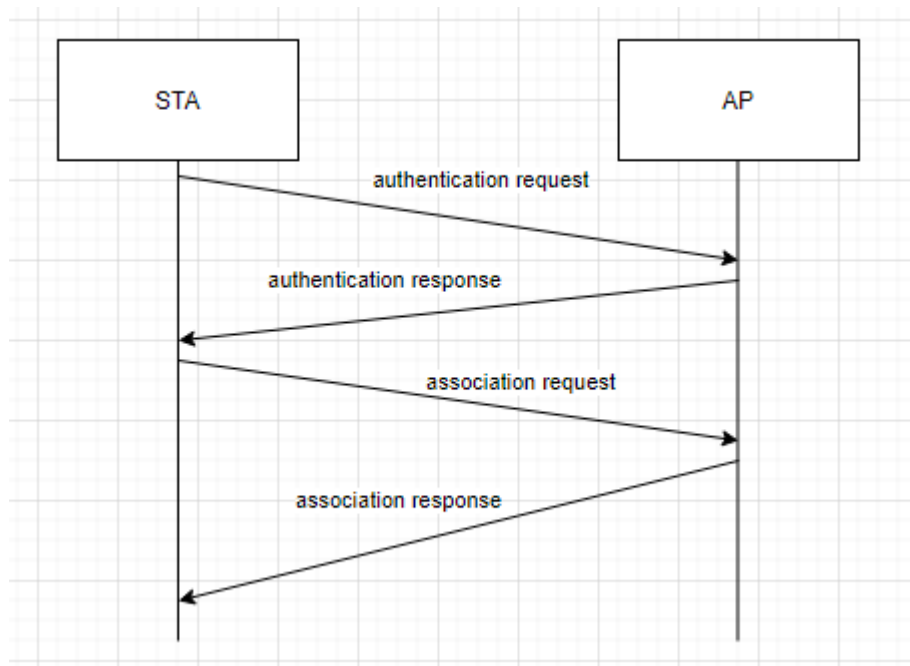 STA
AP
authentication request
authentication response
association request
association response